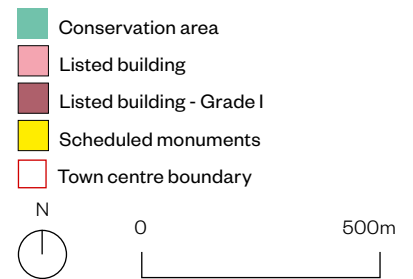 Conservation area
Listed building
Listed building - Grade I
Scheduled monuments
Town centre boundary
N
0 500m